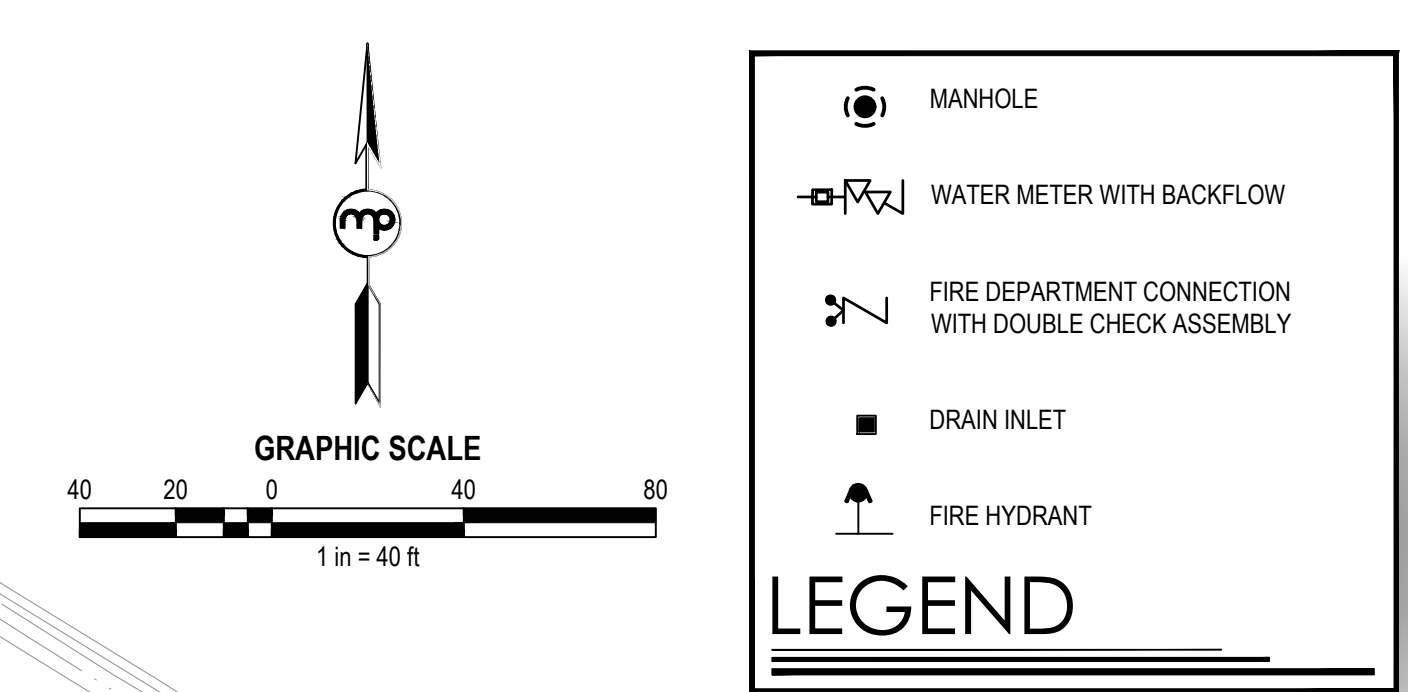 mp
GRAPHIC SCALE
40 20 0 40 80
1 in = 40 ft
MANHOLE
WATER METER WITH BACKFLOW
FIRE DEPARTMENT CONNECTION
WITH DOUBLE CHECK ASSEMBLY
DRAIN INLET
FIRE HYDRANT
LEGEND